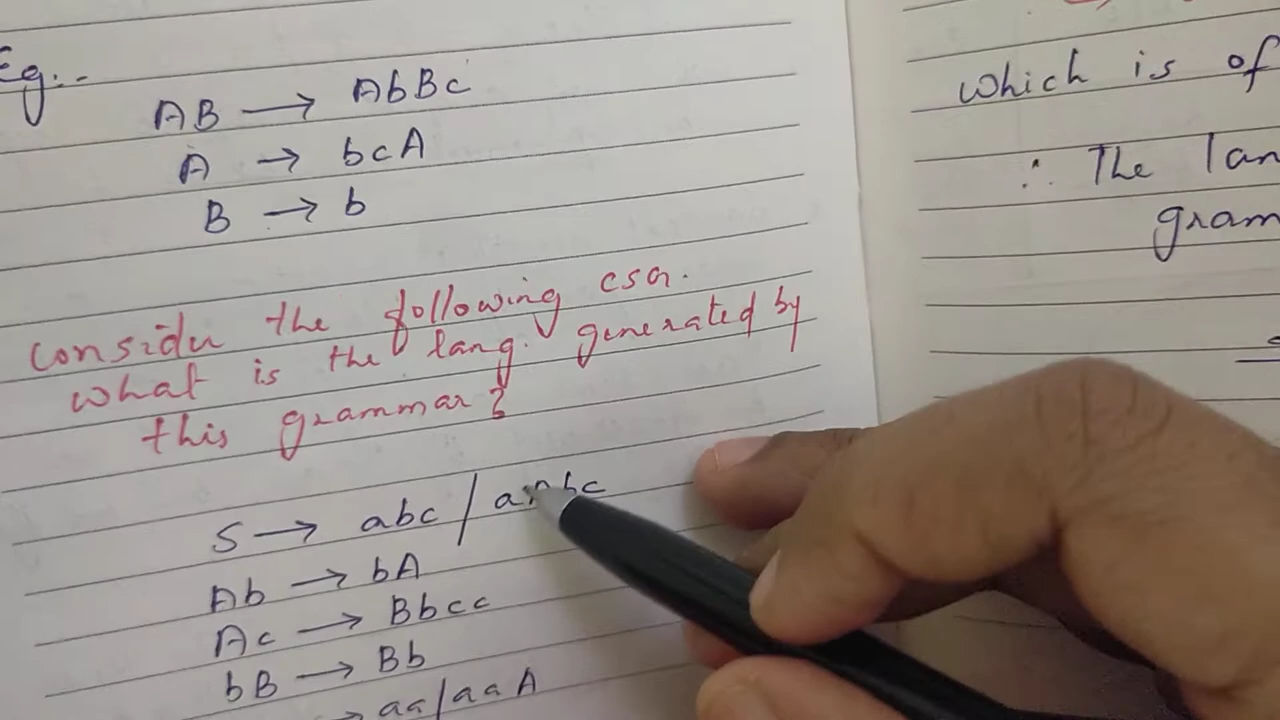 Eg:-
AB → AbBc
A → bcA
B → b
Consider the following CSG.
What is the lang. generated by
this grammar?
S → abc / aAbc
Ab → bA
Ac → Bbcc
bB → Bb
→ aa/aaA
which is of
∴ The lan
gram